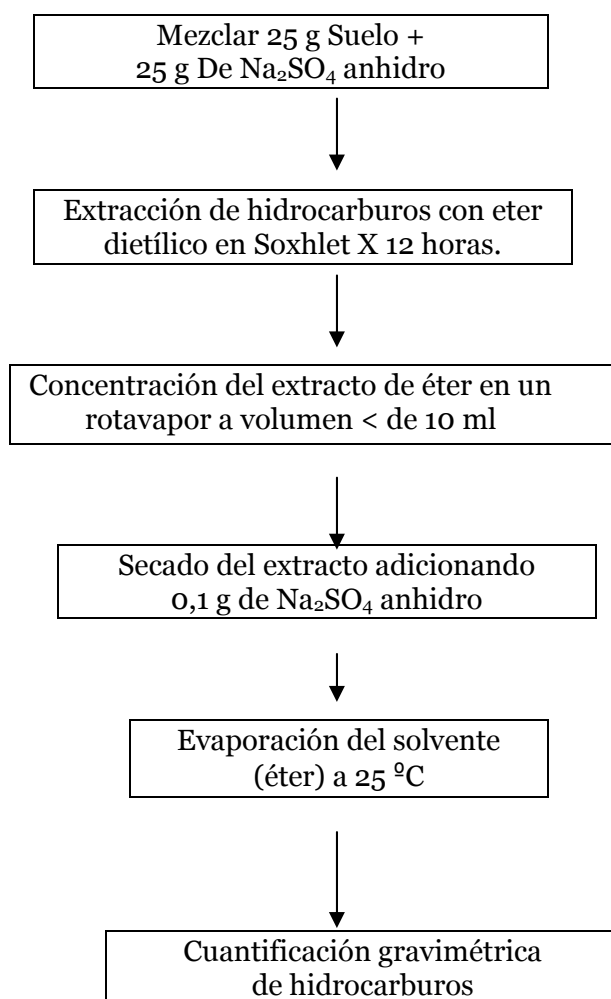 Mezclar 25 g Suelo +
25 g De Na₂SO₄ anhidro
Extracción de hidrocarburos con eter
dietílico en Soxhlet X 12 horas.
Concentración del extracto de éter en un
rotavapor a volumen < de 10 ml
Secado del extracto adicionando
0,1 g de Na₂SO₄ anhidro
Evaporación del solvente
(éter) a 25 ºC
Cuantificación gravimétrica
de hidrocarburos